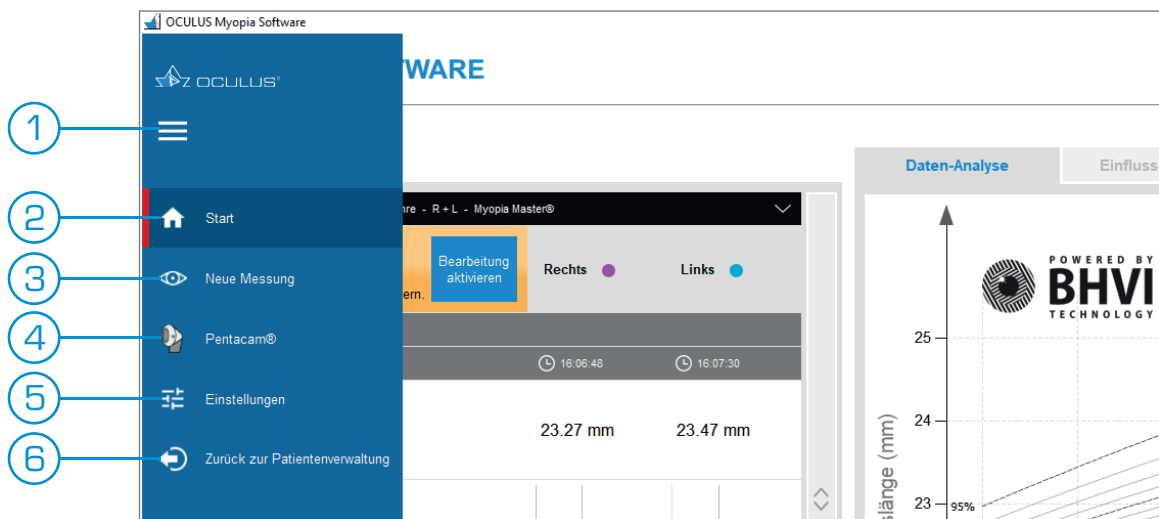 OCULUS Myopia Software
OCULUS®
WARE
1
2
Start
3
Neue Messung
4
Pentacam®
5
Einstellungen
6
Zurück zur Patientenverwaltung
hre - R + L - Myopia Master®
Bearbeitung
aktivieren
ern.
Rechts
Links
16:06:48
16:07:30
23.27 mm
23.47 mm
Daten-Analyse
Einfluss
POWERED BY
BHVI
TECHNOLOGY
25
24
23
95%
slänge (mm)